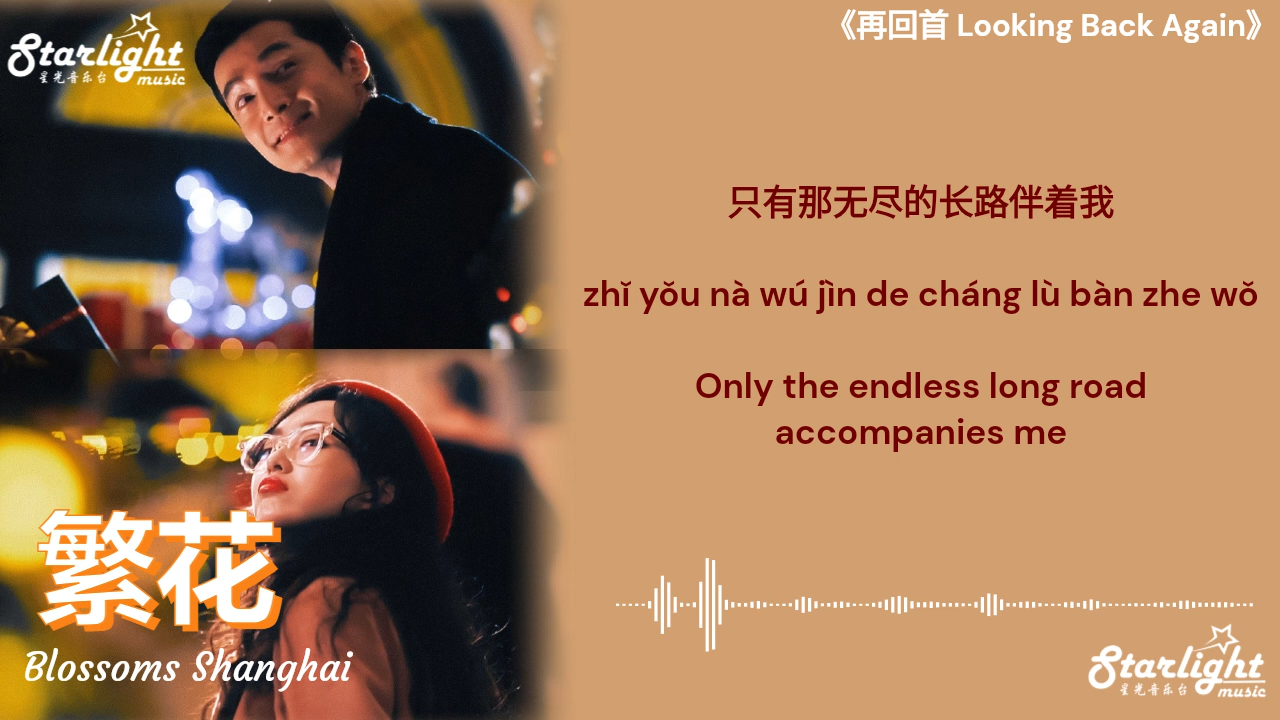 Starlight
星光音乐台 music
《再回首 Looking Back Again》
只有那无尽的长路伴着我
zhǐ yǒu nà wú jìn de cháng lù bàn zhe wǒ
Only the endless long road
accompanies me
繁花
Blossoms Shanghai
Starlight
星光音乐台 music